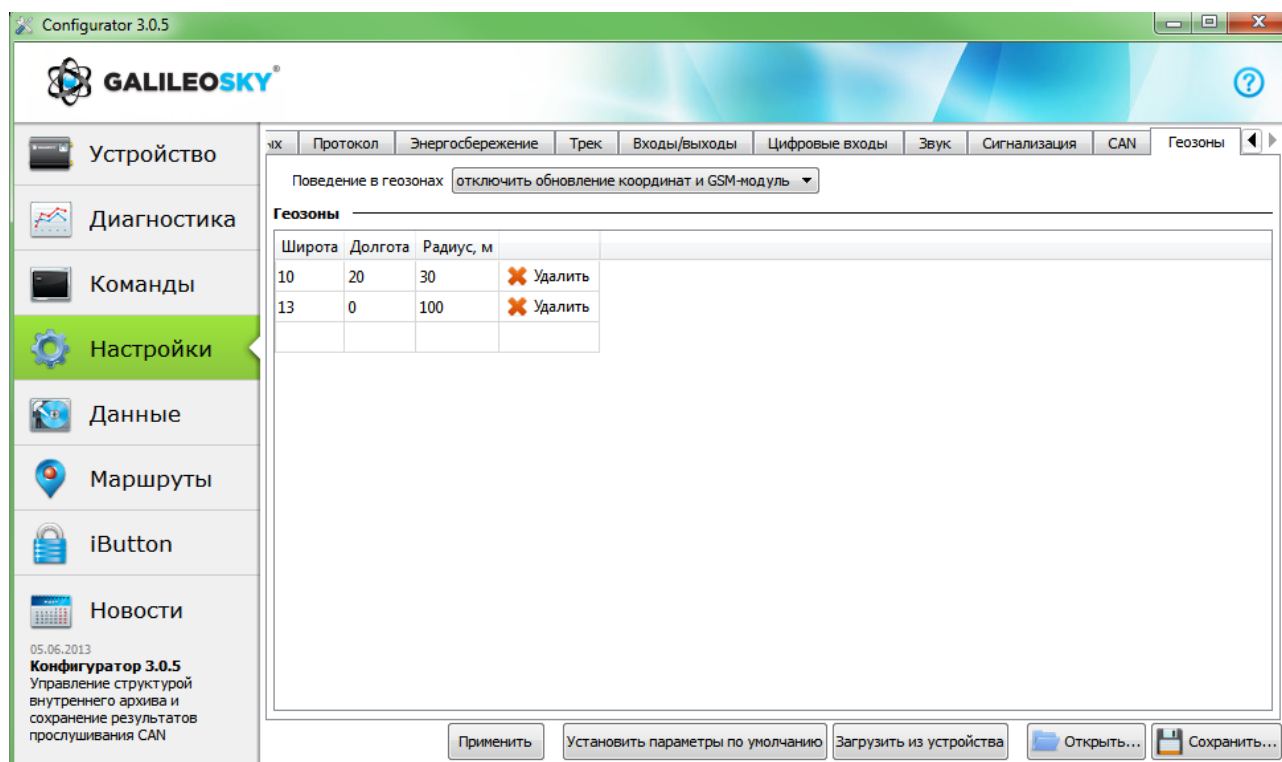 Configurator 3.0.5
GALILEOSKY®
?
Устройство
Диагностика
Команды
Настройки
Данные
Маршруты
iButton
Новости
05.06.2013
Конфигуратор 3.0.5
Управление структурой
внутреннего архива и
сохранение результатов
прослушивания CAN
ых Протокол Энергосбережение Трек Входы/выходы Цифровые входы Звук Сигнализация CAN Геозоны
Поведение в геозонах отключить обновление координат и GSM-модуль
Геозоны
Широта Долгота Радиус, м
10 20 30 Удалить
13 0 100 Удалить
Применить Установить параметры по умолчанию Загрузить из устройства Открыть... Сохранить...